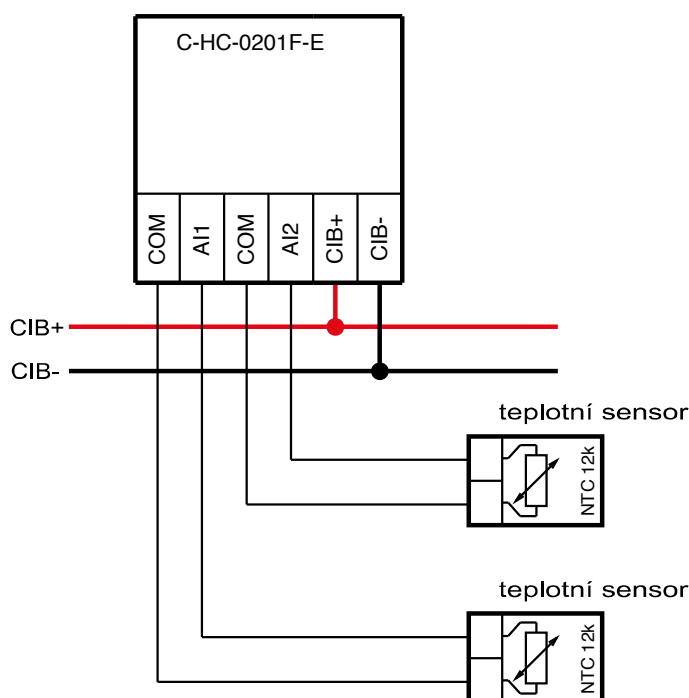 C-HC-0201F-E
COM
AI1
COM
AI2
CIB+
CIB-
CIB+
CIB-
teplotní sensor
NTC 12k
teplotní sensor
NTC 12k